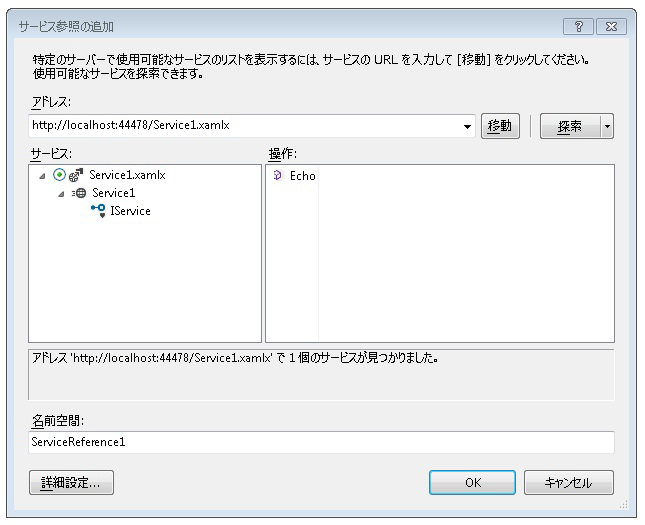 サービス参照の追加
特定のサーバーで使用可能なサービスのリストを表示するには、サービスの URL を入力して [移動] をクリックしてください。
使用可能なサービスを探索できます。
アドレス:
http://localhost:44478/Service1.xamlx
移動
探索
サービス:
操作:
Service1.xamlx
Echo
Service1
IService
アドレス 'http://localhost:44478/Service1.xamlx' で 1 個のサービスが見つかりました。
名前空間:
ServiceReference1
詳細設定...
OK
キャンセル